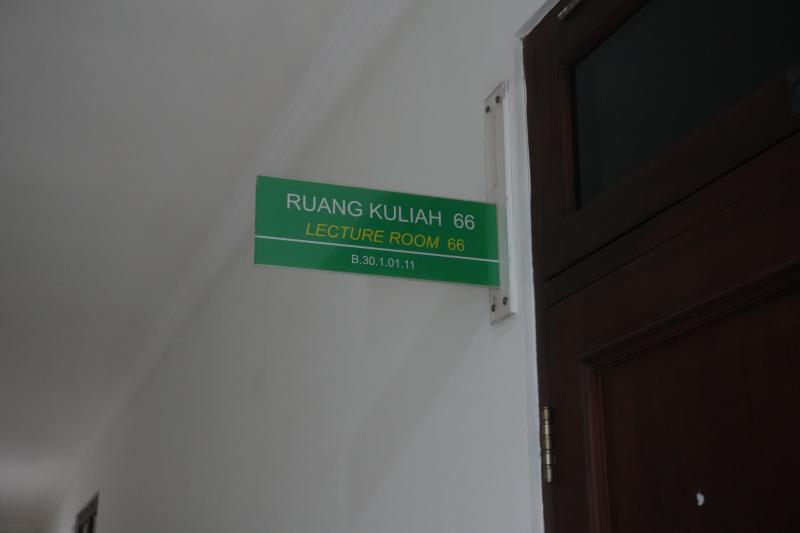 RUANG KULIAH 66
LECTURE ROOM 66
B.30.1.01.11